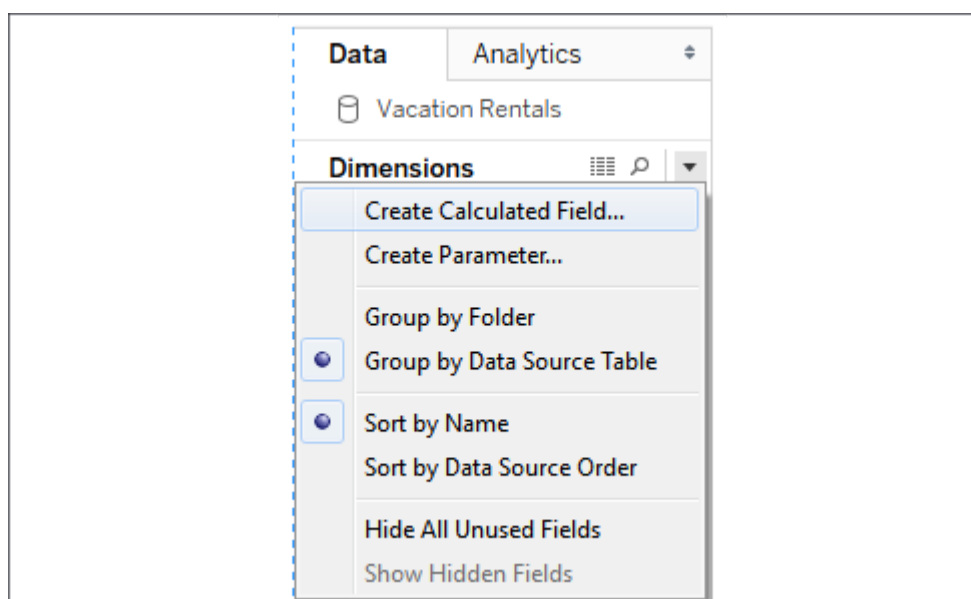 Data Analytics
Vacation Rentals
Dimensions
Create Calculated Field...
Create Parameter...
Group by Folder
Group by Data Source Table
Sort by Name
Sort by Data Source Order
Hide All Unused Fields
Show Hidden Fields